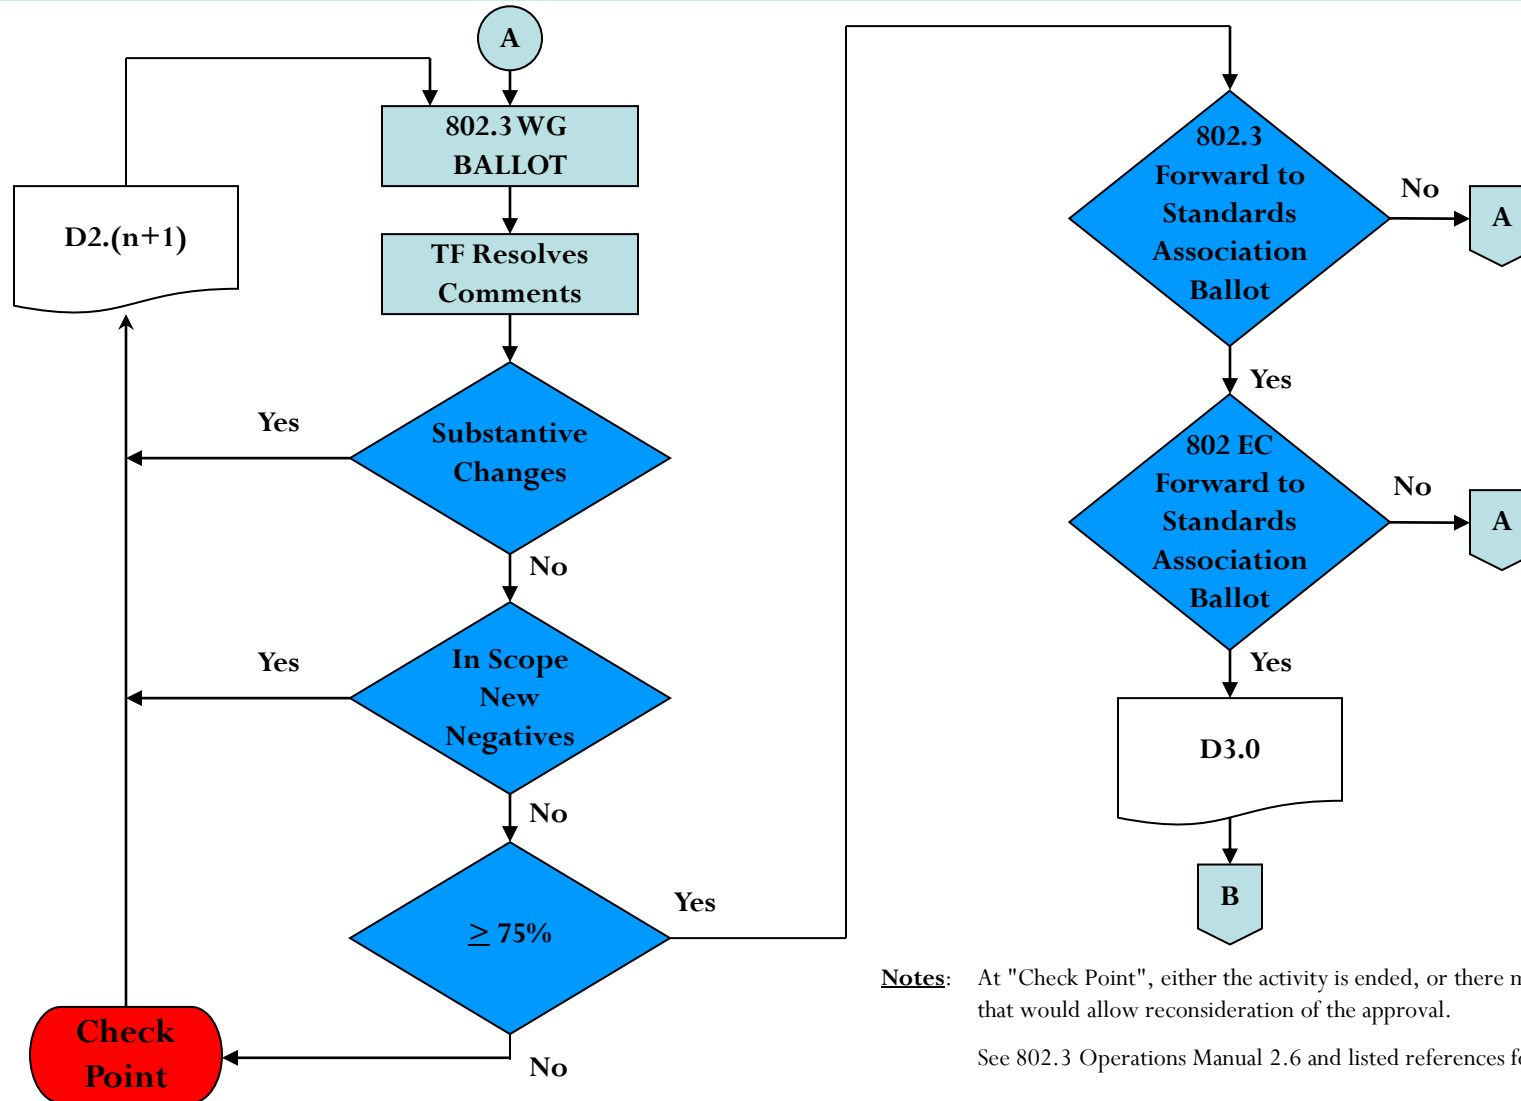 A
802.3 WG
BALLOT
D2.(n+1)
TF Resolves
Comments
Yes
Substantive
Changes
No
Yes
In Scope
New
Negatives
No
≥ 75%
Yes
Check
Point
No
802.3
Forward to
Standards
Association
Ballot
No
A
Yes
802 EC
Forward to
Standards
Association
Ballot
No
A
Yes
D3.0
B
Notes: At "Check Point", either the activity is ended, or there
that would allow reconsideration of the approval.
See 802.3 Operations Manual 2.6 and listed references